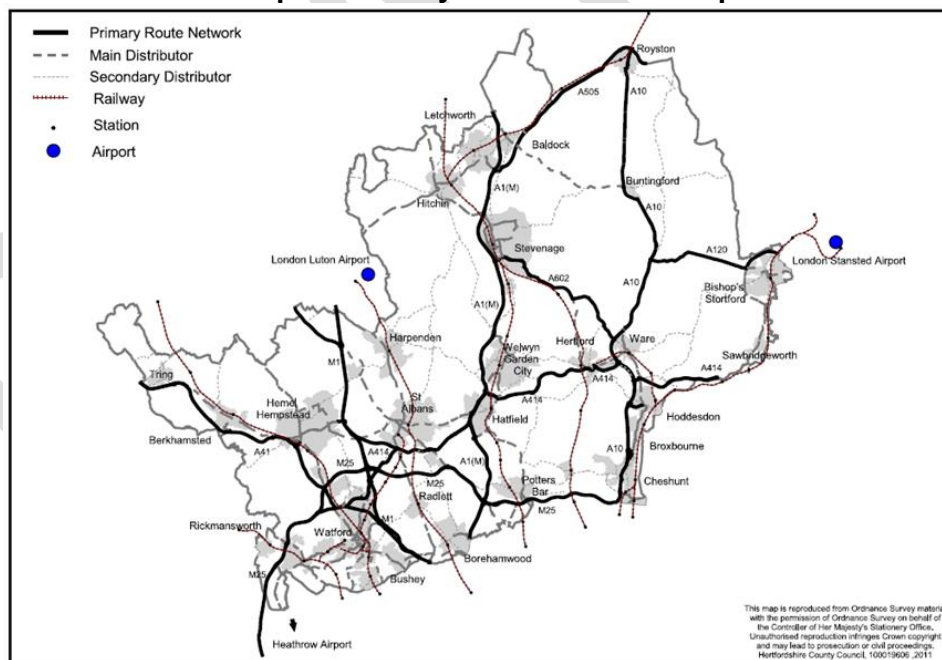 Primary Route Network
Main Distributor
Secondary Distributor
Railway
Station
Airport
Royston
A505
A10
Letchworth
Baldock
A1(M)
Hitchin
Buntingford
A10
Stevenage
A120
London Stansted Airport
London Luton Airport
A602
A10
Bishop's
Stortford
A1(M)
Harpenden
M1
Welwyn
Garden
City
Hertford
Ware
Sawbridgeworth
Tring
A414
A414
A414
Hemel
Hempstead
St
Albans
Hatfield
Hoddesdon
Berkhamsted
A41
A414
A1(M)
A10
Broxbourne
M25
M25
Radlett
Potters
Bar
Cheshunt
M25
Rickmansworth
Watford
M1
Borehamwood
M25
Bushey
Heathrow Airport
This map is reproduced from Ordnance Survey materia
with the permission of Ordnance Survey on behalf of
the Controller of Her Majesty's Stationery Office.
Unauthorised reproduction infringes Crown copyright
and may lead to prosecution or civil proceedings.
Hertfordshire County Council, 100019606 ,2011